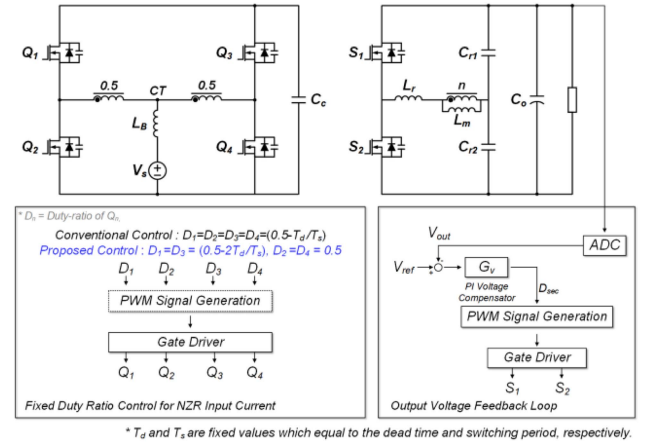 Q1
Q3
S1
Cr1
0.5
CT
0.5
Lr
n
LB
Cc
Lm
Co
Q2
Q4
S2
Cr2
Vs
* Dn = Duty-ratio of Qn.
Conventional Control : D1=D2=D3=D4=(0.5-Td/Ts)
Proposed Control : D1=D3 = (0.5-2Td/Ts), D2=D4 = 0.5
D1 D2 D3 D4
PWM Signal Generation
Gate Driver
Q1 Q2 Q3 Q4
Fixed Duty Ratio Control for NZR Input Current
Vout
ADC
Vref
+
-
Gv
PI Voltage
Compensator
Dsec
PWM Signal Generation
Gate Driver
S1 S2
Output Voltage Feedback Loop
* Td and Ts are fixed values which equal to the dead time and switching period, respectively.